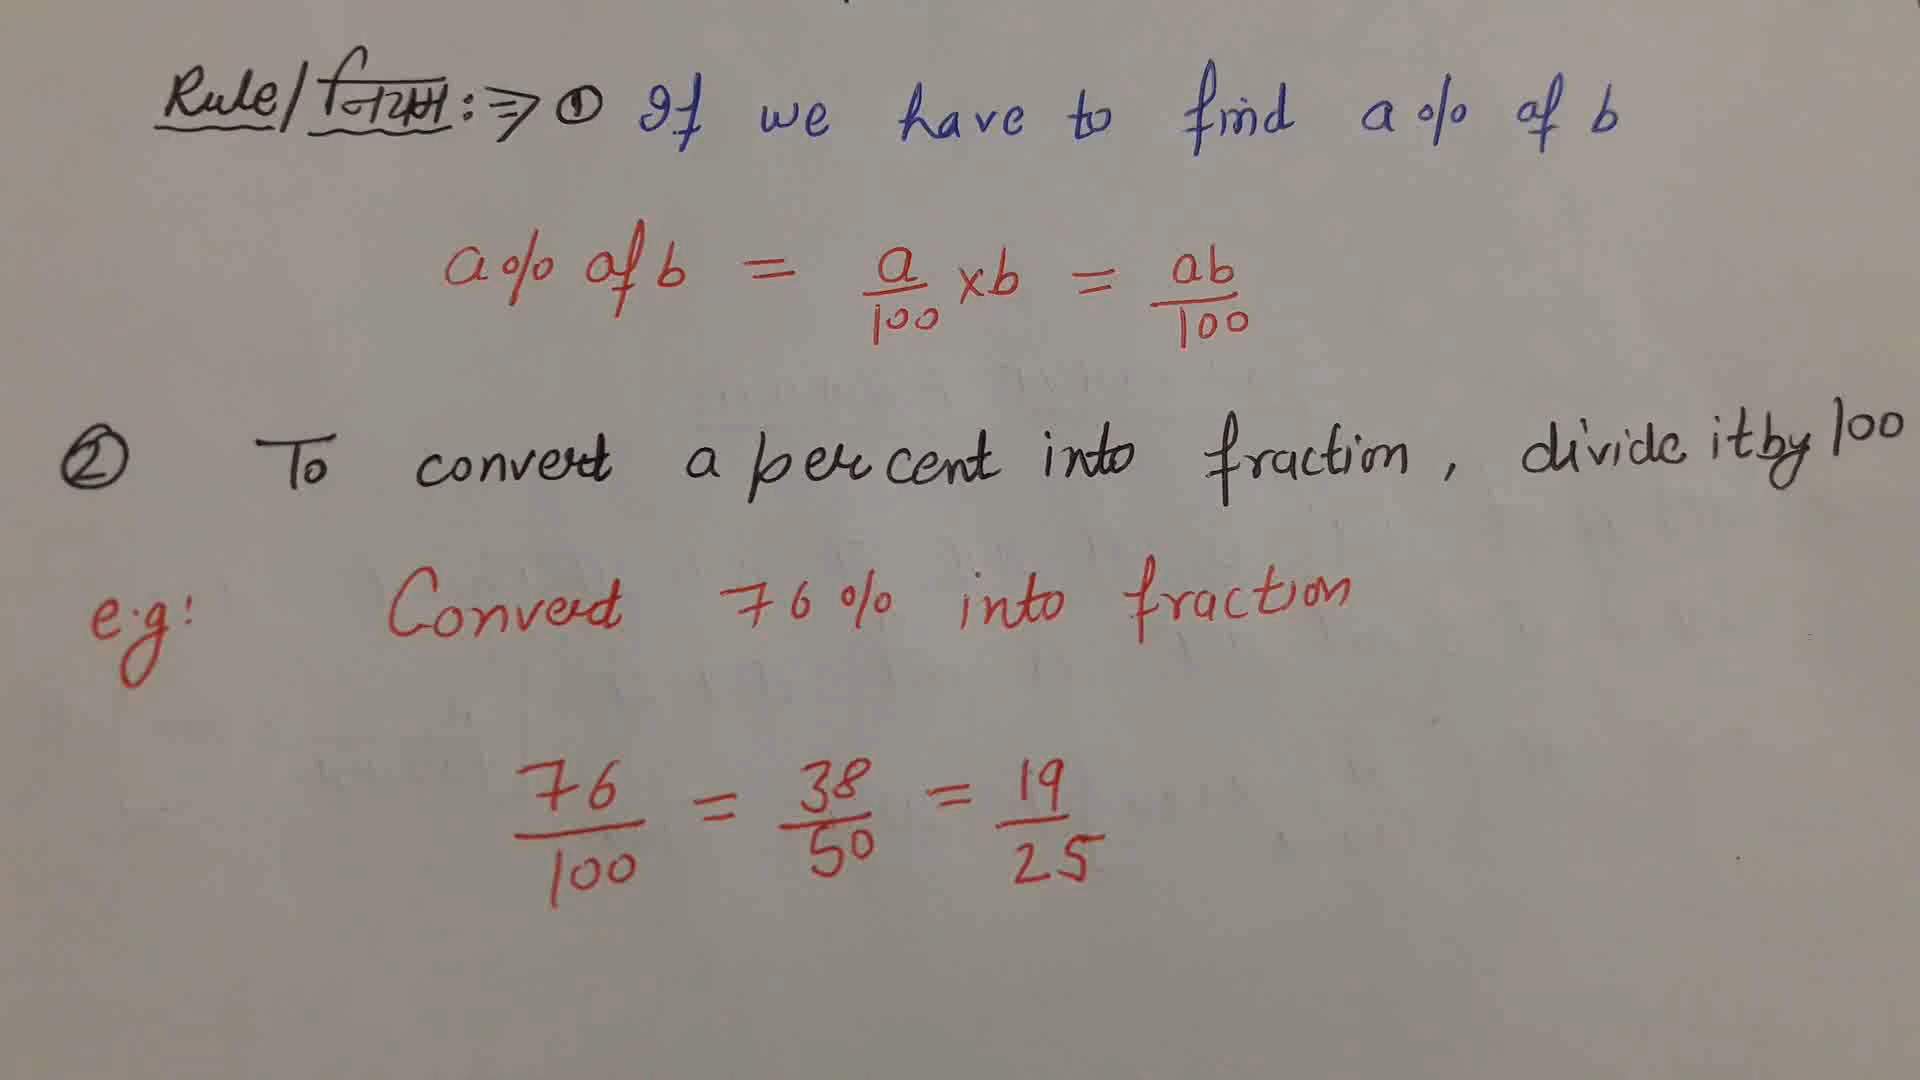 Rule/नियम :⇒ ① If we have to find a% of b
a% of b = a/100 × b = ab/100
② To convert a percent into fraction, divide it by 100
e.g: Convert 76% into fraction
76/100 = 38/50 = 19/25